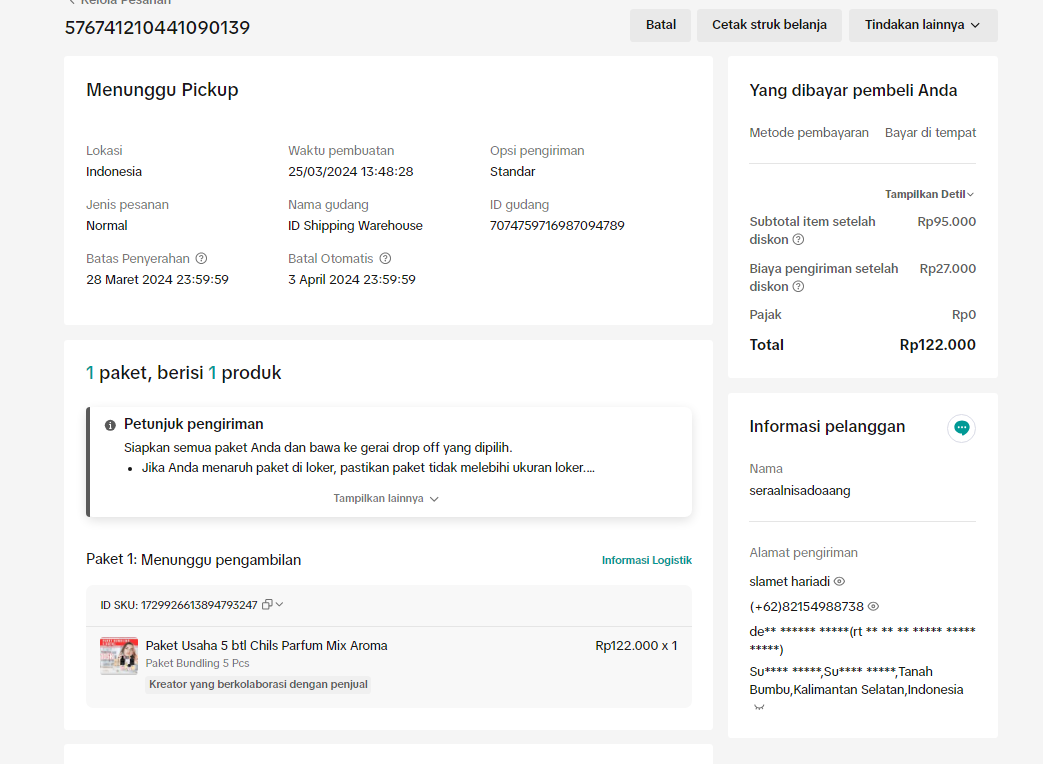 Kelola Pesanan
576741210441090139
Batal
Cetak struk belanja
Tindakan lainnya
Menunggu Pickup
Lokasi
Indonesia
Waktu pembuatan
25/03/2024 13:48:28
Opsi pengiriman
Standar
Jenis pesanan
Normal
Nama gudang
ID Shipping Warehouse
ID gudang
7074759716987094789
Batas Penyerahan
28 Maret 2024 23:59:59
Batal Otomatis
3 April 2024 23:59:59
1 paket, berisi 1 produk
Petunjuk pengiriman
Siapkan semua paket Anda dan bawa ke gerai drop off yang dipilih.
• Jika Anda menaruh paket di loker, pastikan paket tidak melebihi ukuran loker....
Tampilkan lainnya
Paket 1: Menunggu pengambilan
Informasi Logistik
ID SKU: 1729926613894793247
Paket Usaha 5 btl Chils Parfum Mix Aroma
Rp122.000 x 1
Paket Bundling 5 Pcs
Kreator yang berkolaborasi dengan penjual
Yang dibayar pembeli Anda
Metode pembayaran
Bayar di tempat
Tampilkan Detil
Subtotal item setelah
diskon
Rp95.000
Biaya pengiriman setelah
diskon
Rp27.000
Pajak
Rp0
Total
Rp122.000
Informasi pelanggan
Nama
seraalnisadoaang
Alamat pengiriman
slamet hariadi
(+62)82154988738
de** ****** *****(rt ** ** ** ***** *****
*****)
Su**** *****,Su**** *****,Tanah
Bumbu,Kalimantan Selatan,Indonesia